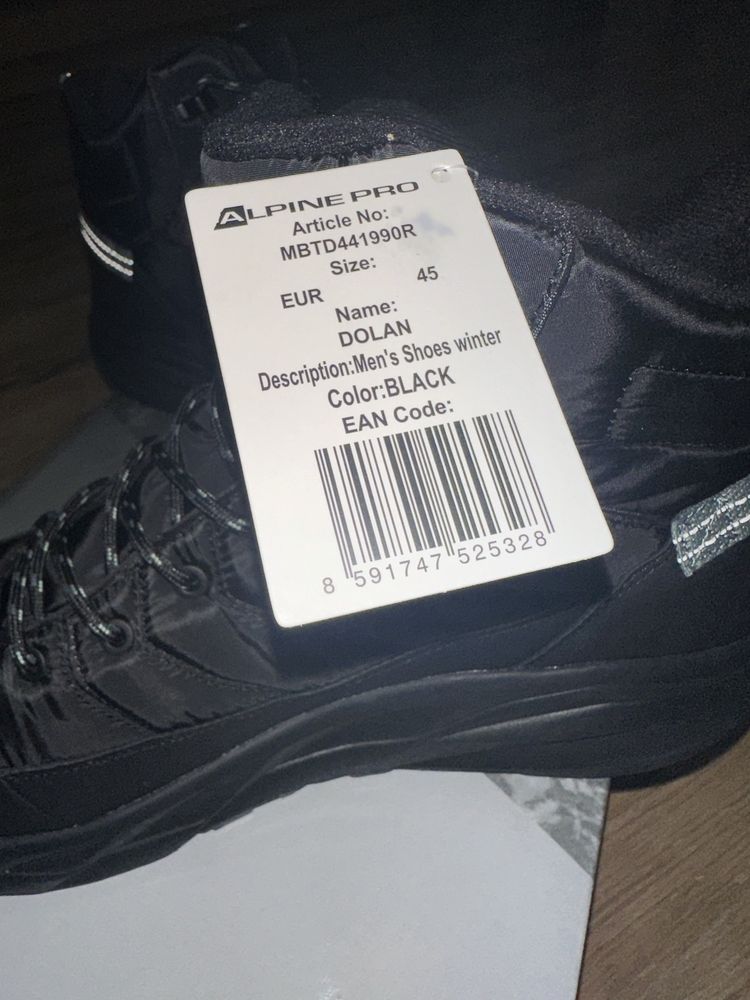 ALPINE PRO
Article No:
MBTD441990R
Size:
EUR 45
Name:
DOLAN
Description:Men's Shoes winter
Color:BLACK
EAN Code:
8 591747 525328